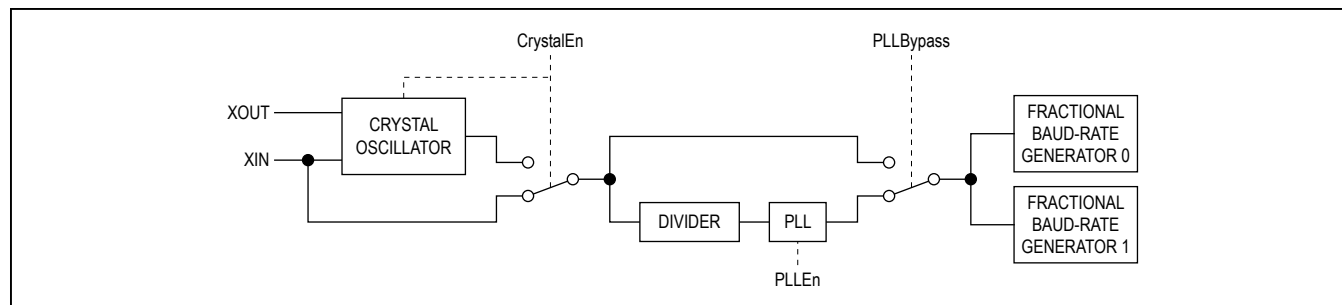 CrystalEn
PLLBypass
XOUT
XIN
CRYSTAL
OSCILLATOR
DIVIDER
PLL
PLLEn
FRACTIONAL
BAUD-RATE
GENERATOR 0
FRACTIONAL
BAUD-RATE
GENERATOR 1